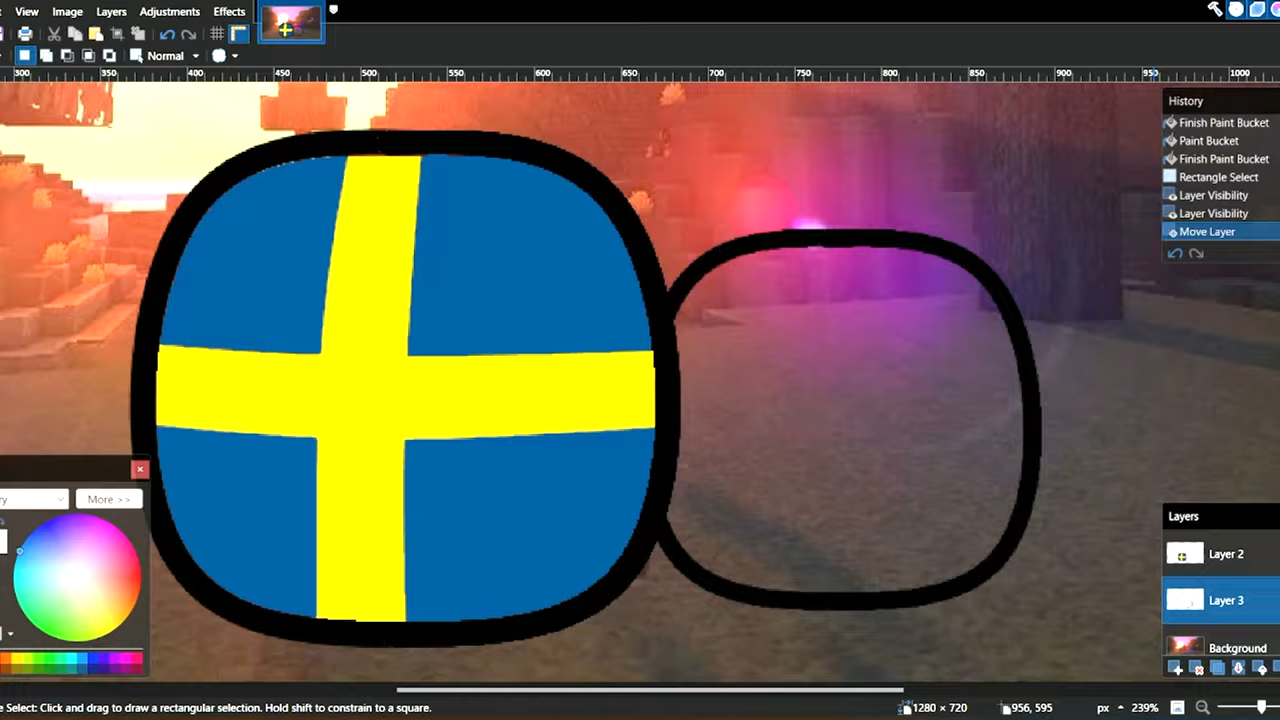 View Image Layers Adjustments Effects
Normal
300 350 400 450 500 550 600 650 700 750 800 850 900 950 1000
History
Finish Paint Bucket
Paint Bucket
Finish Paint Bucket
Rectangle Select
Layer Visibility
Layer Visibility
Move Layer
More >>
Layers
Layer 2
Layer 3
Background
Select: Click and drag to draw a rectangular selection. Hold shift to constrain to a square.
1280 × 720
956, 595
px
239%